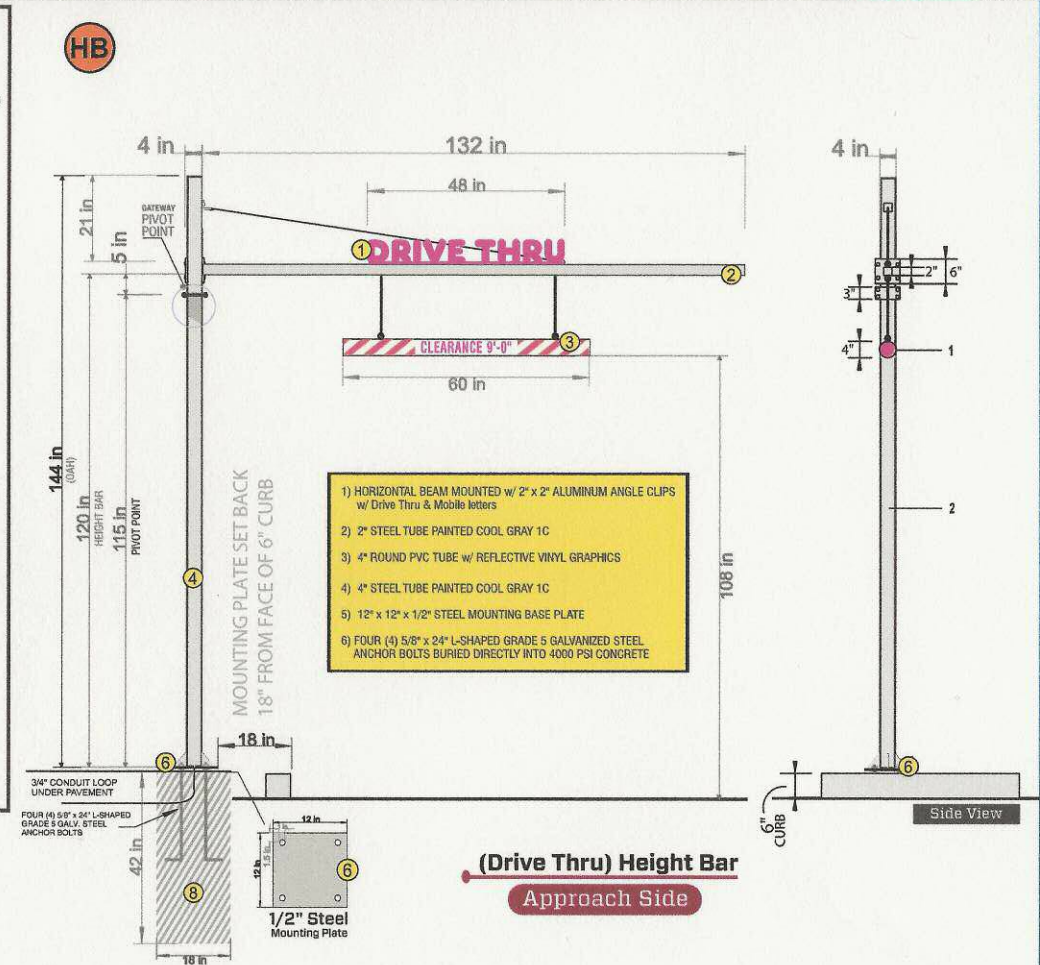 HB
4 in
132 in
4 in
48 in
21 in
GATEWAY
PIVOT
POINT
5 in
1
DRIVE THRU
2
2"
6"
3"
CLEARANCE 9'-0"
3
4"
1
60 in
144 in
(OAH)
120 in
HEIGHT BAR
115 in
PIVOT POINT
MOUNTING PLATE SET BACK
18" FROM FACE OF 6" CURB
1) HORIZONTAL BEAM MOUNTED w/ 2" x 2" ALUMINUM ANGLE CLIPS
w/ Drive Thru & Mobile letters
2) 2" STEEL TUBE PAINTED COOL GRAY 1C
3) 4" ROUND PVC TUBE w/ REFLECTIVE VINYL GRAPHICS
4) 4" STEEL TUBE PAINTED COOL GRAY 1C
5) 12" x 12" x 1/2" STEEL MOUNTING BASE PLATE
6) FOUR (4) 5/8" x 24" L-SHAPED GRADE 5 GALVANIZED STEEL
ANCHOR BOLTS BURIED DIRECTLY INTO 4000 PSI CONCRETE
2
4
108 in
18 in
6
6
3/4" CONDUIT LOOP
UNDER PAVEMENT
FOUR (4) 5/8" x 24" L-SHAPED
GRADE 5 GALV. STEEL
ANCHOR BOLTS
6"
CURB
Side View
12 in
12 in
1.5 in
6
42 in
8
1/2" Steel
Mounting Plate
18 in
(Drive Thru) Height Bar
Approach Side